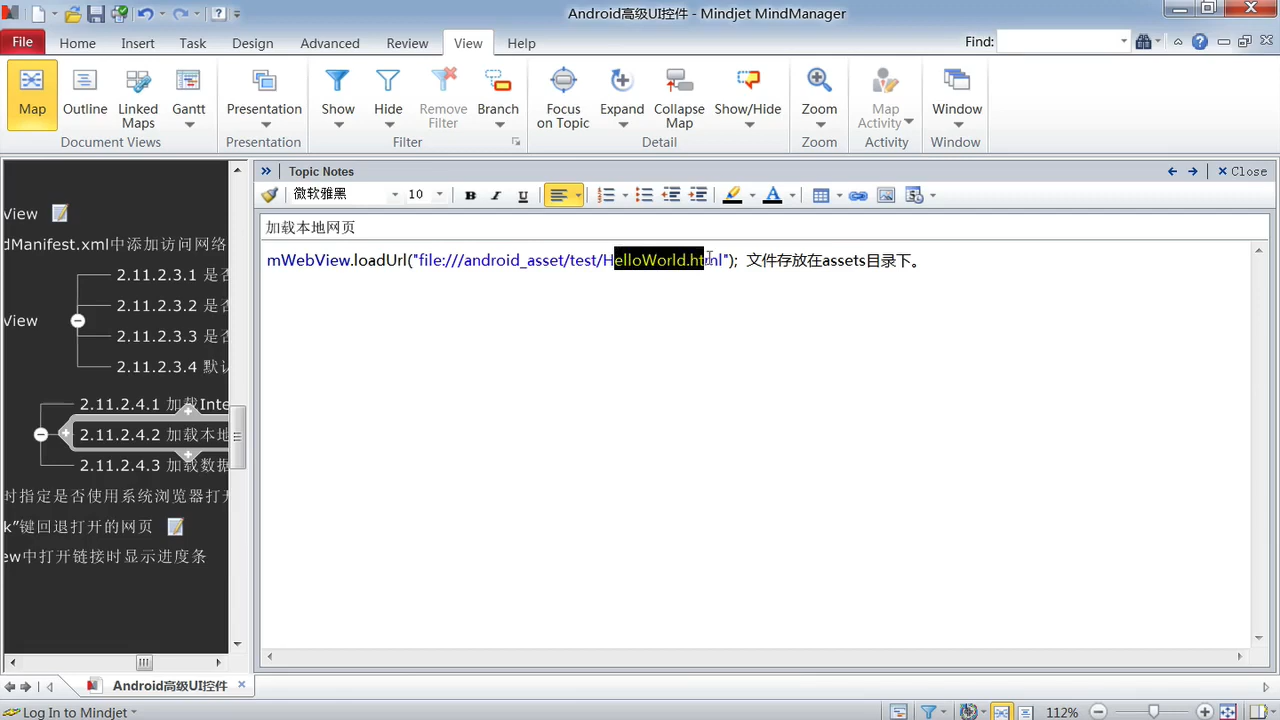 Android高级UI控件 - Mindjet MindManager
File Home Insert Task Design Advanced Review View Help Find:
Map Outline Linked Maps Gantt Presentation Show Hide Remove Filter Branch Focus on Topic Expand Collapse Map Show/Hide Zoom Map Activity Window
Document Views Presentation Filter Detail Zoom Activity Window
Topic Notes Close
微软雅黑 10 B I U A
加载本地网页
mWebView.loadUrl("file:///android_asset/test/HelloWorld.html"); 文件存放在assets目录下。
View
dManifest.xml中添加访问网络
2.11.2.3.1 是否
2.11.2.3.2 是否
View
2.11.2.3.3 是否
2.11.2.3.4 默认
2.11.2.4.1 加载Inte
2.11.2.4.2 加载本地
2.11.2.4.3 加载数据
时指定是否使用系统浏览器打开
k”键回退打开的网页
ew中打开链接时显示进度条
Android高级UI控件
Log In to Mindjet 112%